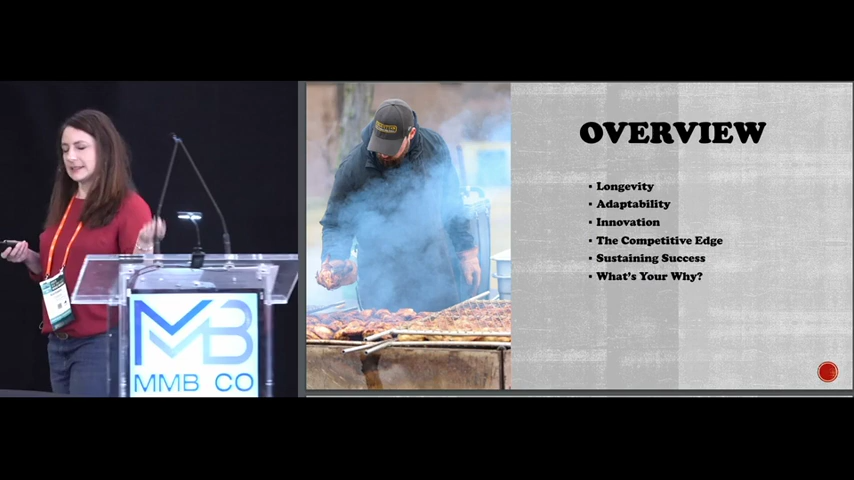 OVERVIEW
▪ Longevity
▪ Adaptability
▪ Innovation
▪ The Competitive Edge
▪ Sustaining Success
▪ What's Your Why?
MB
MMB CO